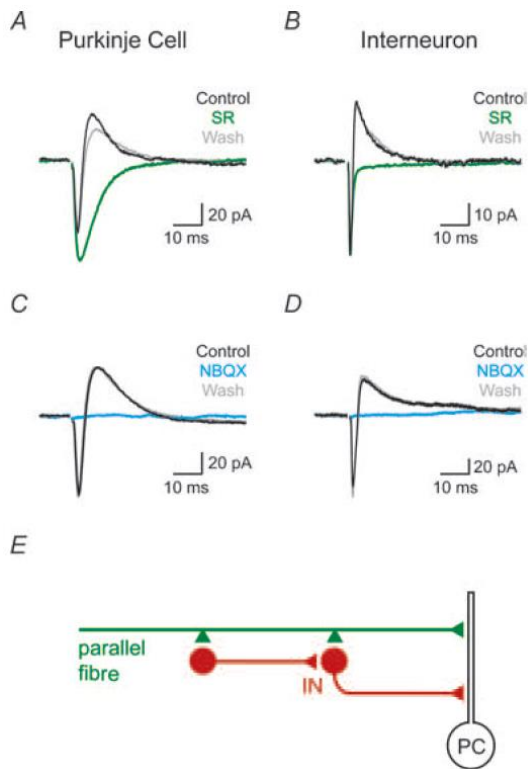 A
Purkinje Cell
B
Interneuron
Control
SR
Wash
20 pA
10 ms
Control
SR
Wash
10 pA
10 ms
C
Control
NBQX
Wash
20 pA
10 ms
D
Control
NBQX
Wash
20 pA
10 ms
E
parallel
fibre
IN
PC